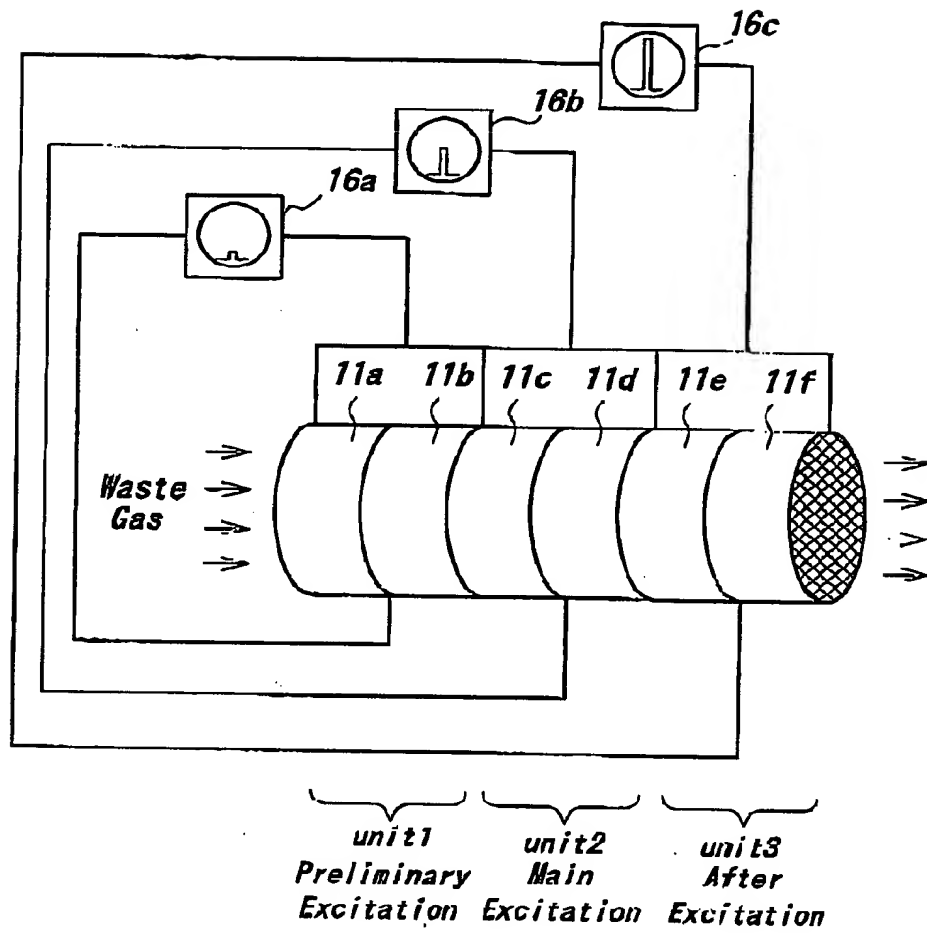 16c
16b
16a
11a 11b 11c 11d 11e 11f
Waste
Gas
unit1
Preliminary
Excitation
unit2
Main
Excitation
unit3
After
Excitation